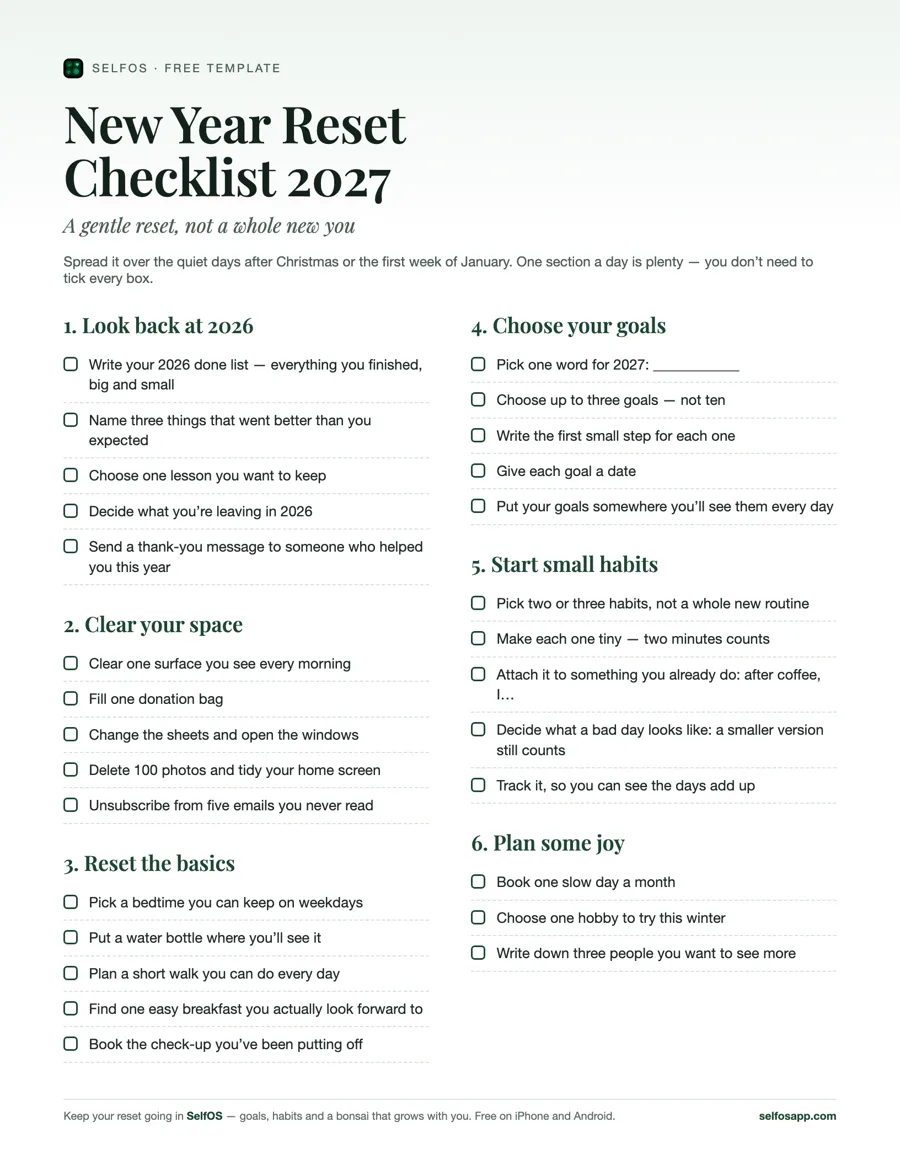 SELFOS · FREE TEMPLATE
New Year Reset
Checklist 2027
A gentle reset, not a whole new you
Spread it over the quiet days after Christmas or the first week of January. One section a day is plenty — you don’t need to
tick every box.
1. Look back at 2026
Write your 2026 done list — everything you finished,
big and small
Name three things that went better than you
expected
Choose one lesson you want to keep
Decide what you’re leaving in 2026
Send a thank-you message to someone who helped
you this year
2. Clear your space
Clear one surface you see every morning
Fill one donation bag
Change the sheets and open the windows
Delete 100 photos and tidy your home screen
Unsubscribe from five emails you never read
3. Reset the basics
Pick a bedtime you can keep on weekdays
Put a water bottle where you’ll see it
Plan a short walk you can do every day
Find one easy breakfast you actually look forward to
Book the check-up you’ve been putting off
4. Choose your goals
Pick one word for 2027: ___________
Choose up to three goals — not ten
Write the first small step for each one
Give each goal a date
Put your goals somewhere you’ll see them every day
5. Start small habits
Pick two or three habits, not a whole new routine
Make each one tiny — two minutes counts
Attach it to something you already do: after coffee,
I…
Decide what a bad day looks like: a smaller version
still counts
Track it, so you can see the days add up
6. Plan some joy
Book one slow day a month
Choose one hobby to try this winter
Write down three people you want to see more
Keep your reset going in SelfOS — goals, habits and a bonsai that grows with you. Free on iPhone and Android.
selfosapp.com